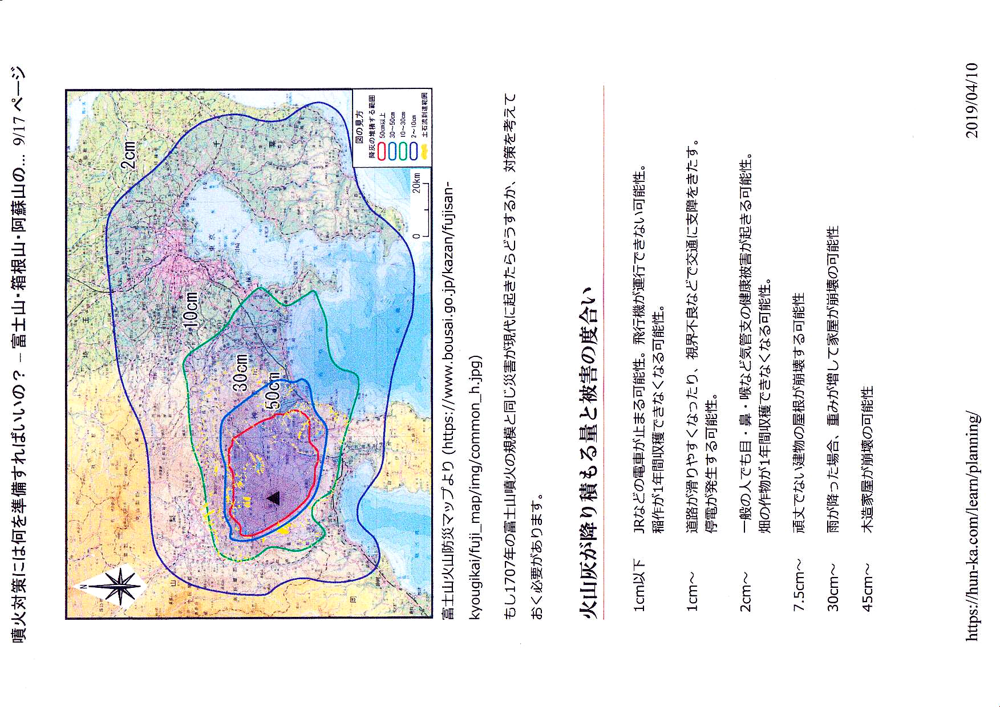 噴火対策には何を準備すればいいの？ – 富士山・箱根山・阿蘇山の... 9/17 ページ
N
2cm
10cm
30cm
50cm
東京
千
葉
図の見方
降灰の堆積する範囲
50cm以上
30～50cm
10～30cm
2～10cm
土石流到達範囲
0 20km
富士山火山防災マップより (https://www.bousai.go.jp/kazan/fujisan-
kyougikai/fuji_map/img/common_h.jpg)
もし1707年の富士山噴火の規模と同じ災害が現代に起きたらどうするか、対策を考えて
おく必要があります。
火山灰が降り積もる量と被害の度合い
1cm以下 JRなどの電車が止まる可能性。飛行機が運行できない可能性。
稲作が1年間収穫できなくなる可能性。
1cm～ 道路が滑りやすくなったり、視界不良などで交通に支障をきたす。
停電が発生する可能性。
2cm～ 一般の人でも目・鼻・喉など気管支の健康被害が起きる可能性。
畑の作物が1年間収穫できなくなる可能性。
7.5cm～ 頑丈でない建物の屋根が崩壊する可能性
30cm～ 雨が降った場合、重みが増して家屋が崩壊の可能性
45cm～ 木造家屋が崩壊の可能性
https://hun-ka.com/learn/planning/ 2019/04/10